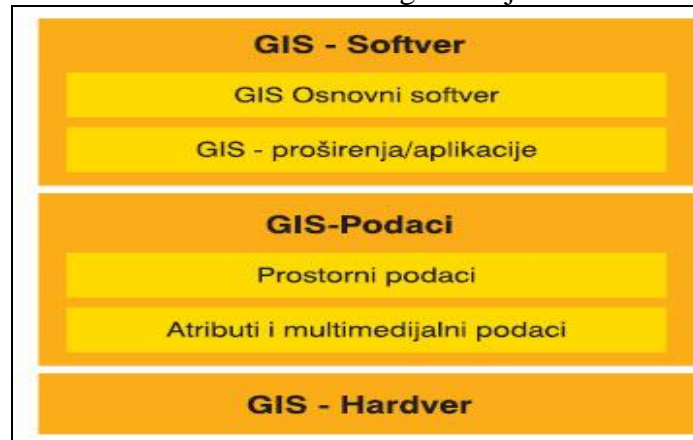 GIS - Softver
GIS Osnovni softver
GIS - proširenja/aplikacije
GIS-Podaci
Prostorni podaci
Atributi i multimedijalni podaci
GIS - Hardver